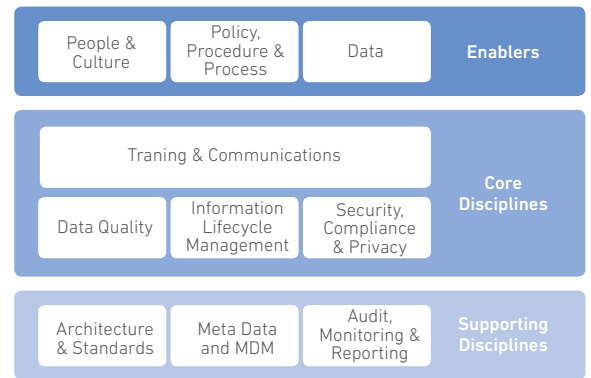 People &
Culture
Policy,
Procedure &
Process
Data
Enablers
Traning & Communications
Data Quality
Information
Lifecycle
Management
Security,
Compliance
& Privacy
Core
Disciplines
Architecture
& Standards
Meta Data
and MDM
Audit,
Monitoring &
Reporting
Supporting
Disciplines